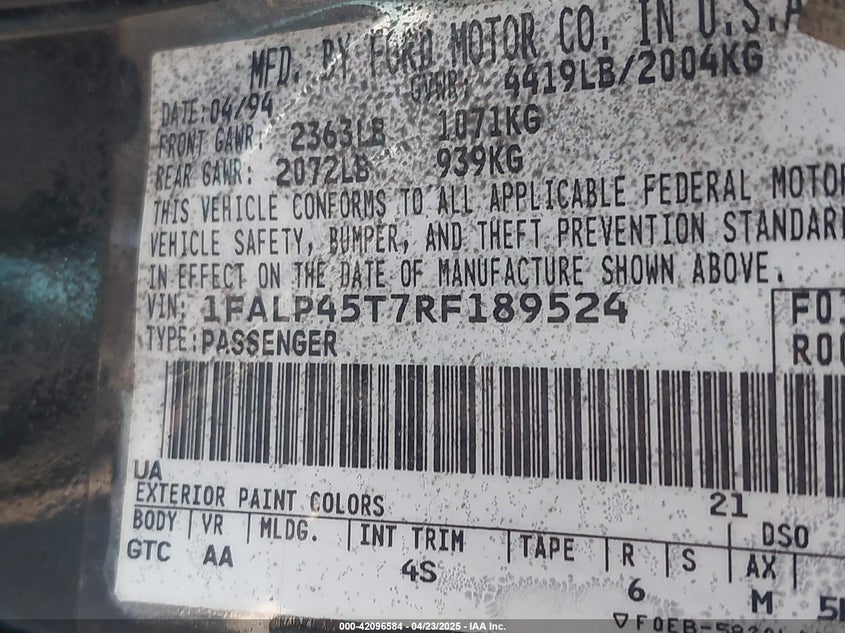 MFD. BY FORD MOTOR CO. IN U.S.A
DATE: 04/94 GVWR: 4419LB/2004KG
FRONT GAWR: 2363LB 1071KG
REAR GAWR: 2072LB 939KG
THIS VEHICLE CONFORMS TO ALL APPLICABLE FEDERAL MOTOR
VEHICLE SAFETY, BUMPER, AND THEFT PREVENTION STANDARD
IN EFFECT ON THE DATE OF MANUFACTURE SHOWN ABOVE.
VIN: 1FALP45T7RF189524 F0
TYPE: PASSENGER R0
UA
EXTERIOR PAINT COLORS 21
BODY VR MLDG. INT TRIM TAPE R S AX DSO
GTC AA 4S 6 M
000-42096584 - 04/23/2025 - IAA Inc.